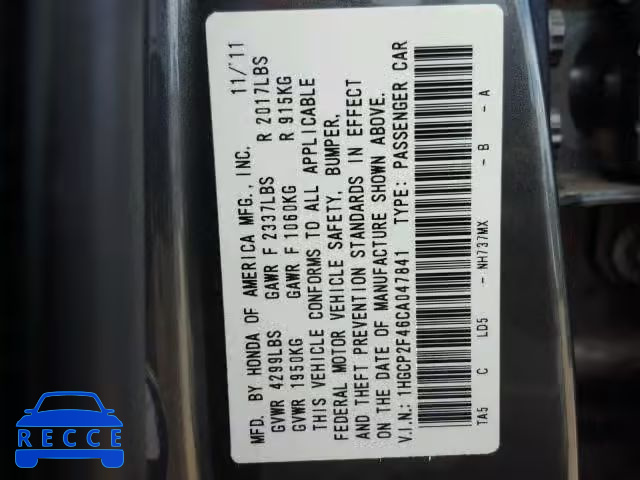 MFD. BY HONDA OF AMERICA MFG., INC. 11/'11
GVWR 4299LBS GAWR F 2337LBS R 2017LBS
GVWR 1950KG GAWR F 1060KG R 915KG
THIS VEHICLE CONFORMS TO ALL APPLICABLE
FEDERAL MOTOR VEHICLE SAFETY, BUMPER,
AND THEFT PREVENTION STANDARDS IN EFFECT
ON THE DATE OF MANUFACTURE SHOWN ABOVE.
V.I.N.: 1HGCP2F46CA047841 TYPE: PASSENGER CAR
TA5 C LD5 - NH737MX - B - A
RECCE